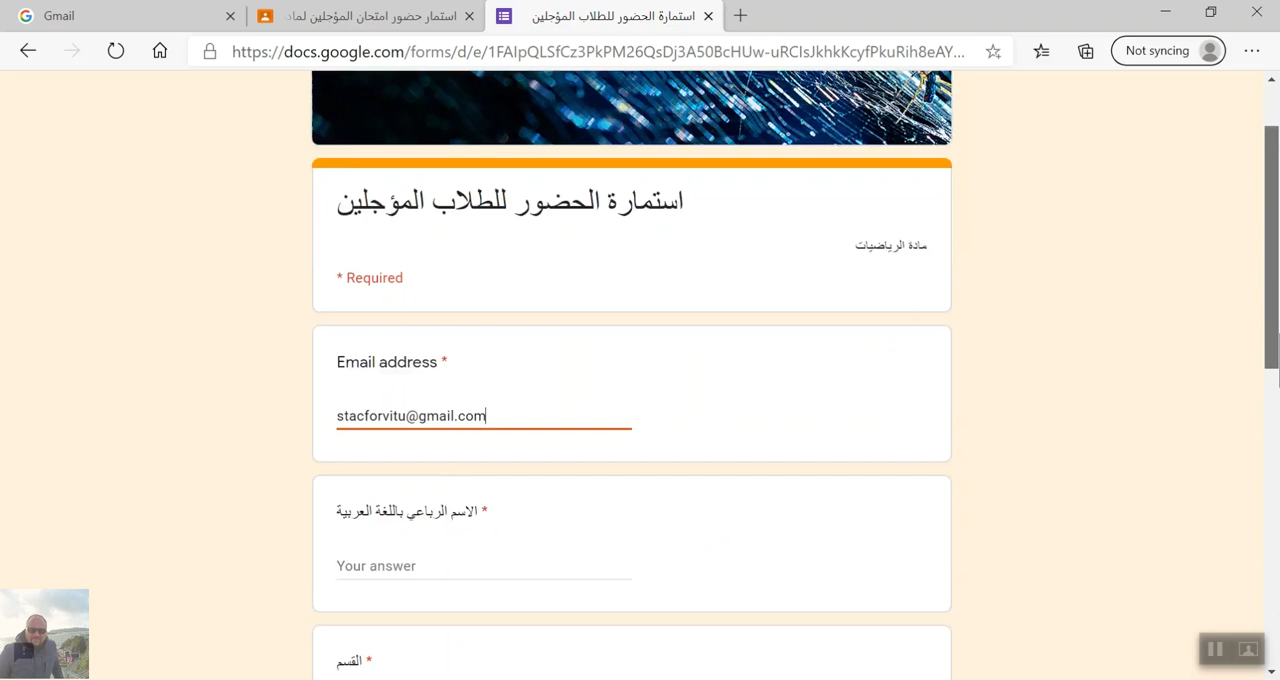 Gmail
استمار حضور امتحان المؤجلين لماد
استمارة الحضور للطلاب المؤجلين
https://docs.google.com/forms/d/e/1FAIpQLSfCz3PkPM26QsDj3A50BcHUw-uRCIsJkhkKcyfPkuRih8eAY...
Not syncing
استمارة الحضور للطلاب المؤجلين
مادة الرياضيات
* Required
Email address *
stacforvitu@gmail.com
الاسم الرباعي باللغة العربية *
Your answer
القسم *